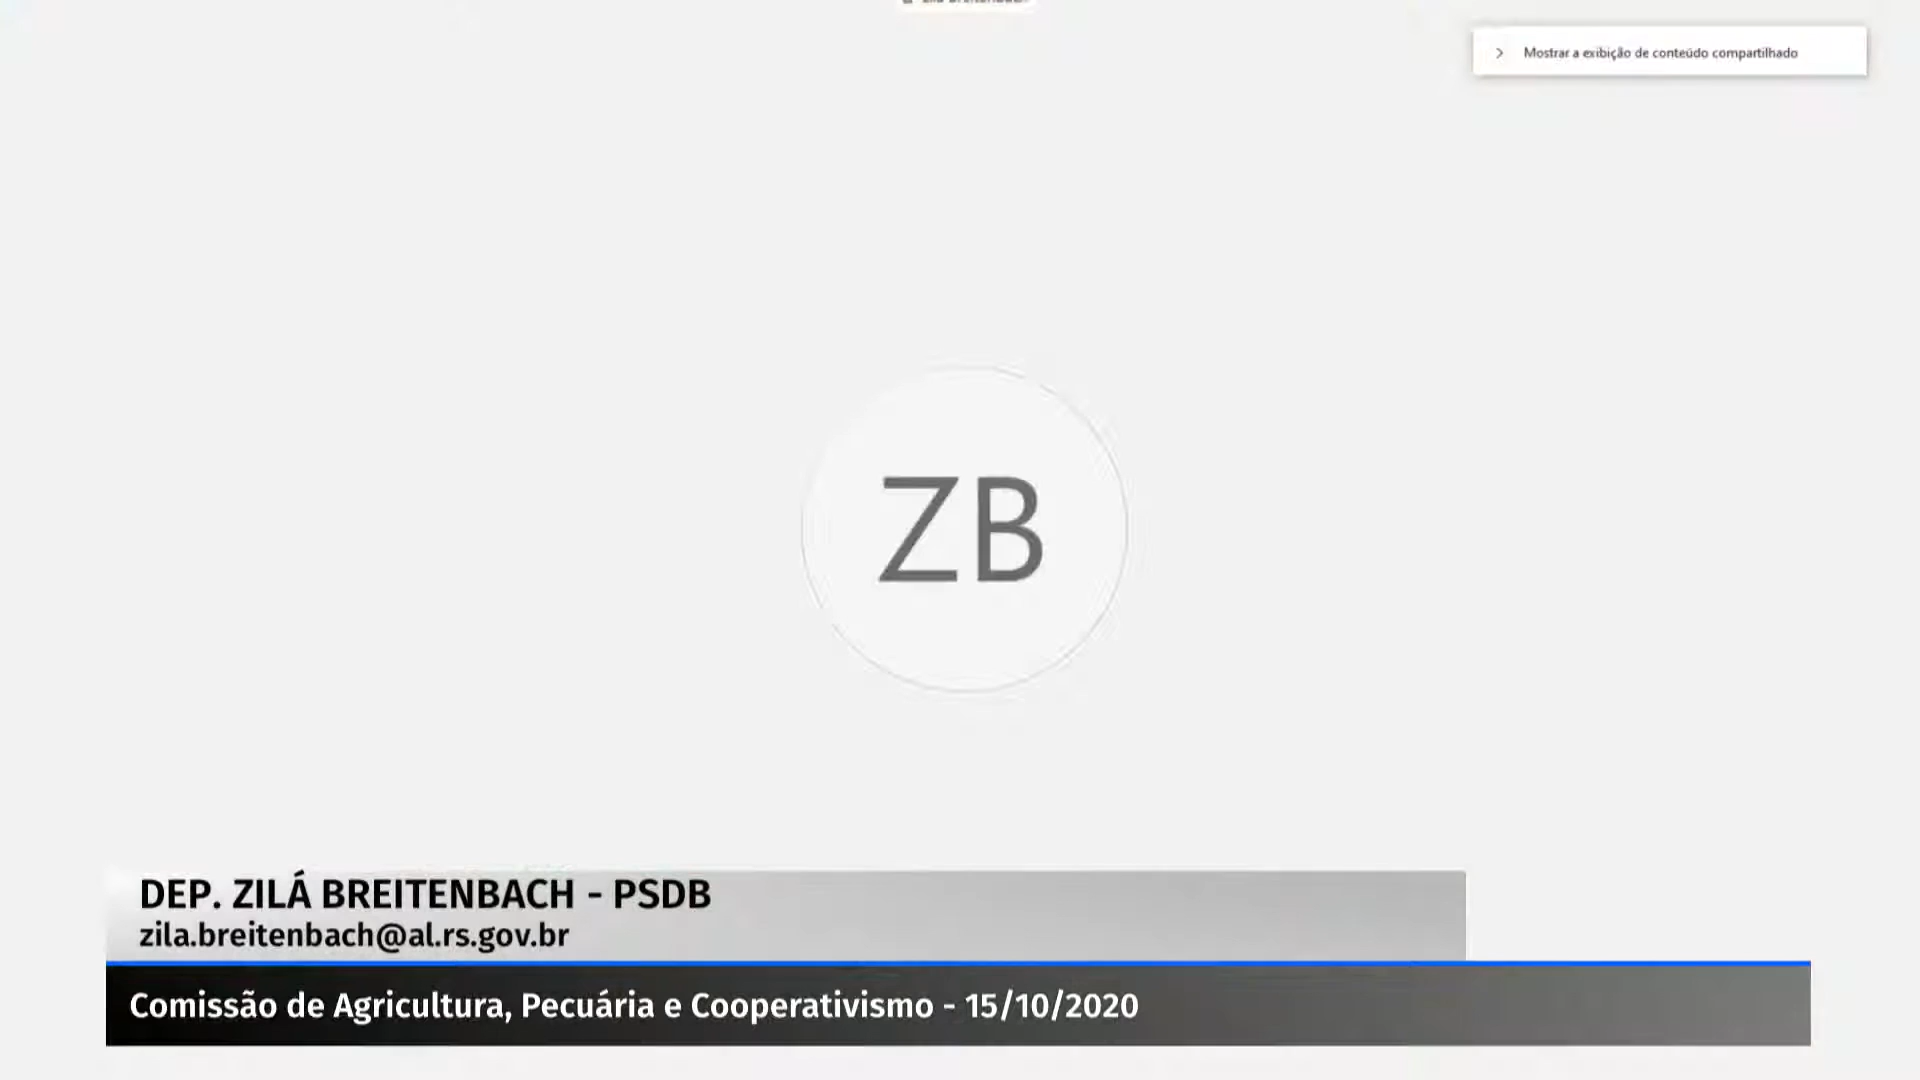 Mostrar a exibição de conteúdo compartilhado
ZB
DEP. ZILÁ BREITENBACH - PSDB
zila.breitenbach@al.rs.gov.br
Comissão de Agricultura, Pecuária e Cooperativismo - 15/10/2020